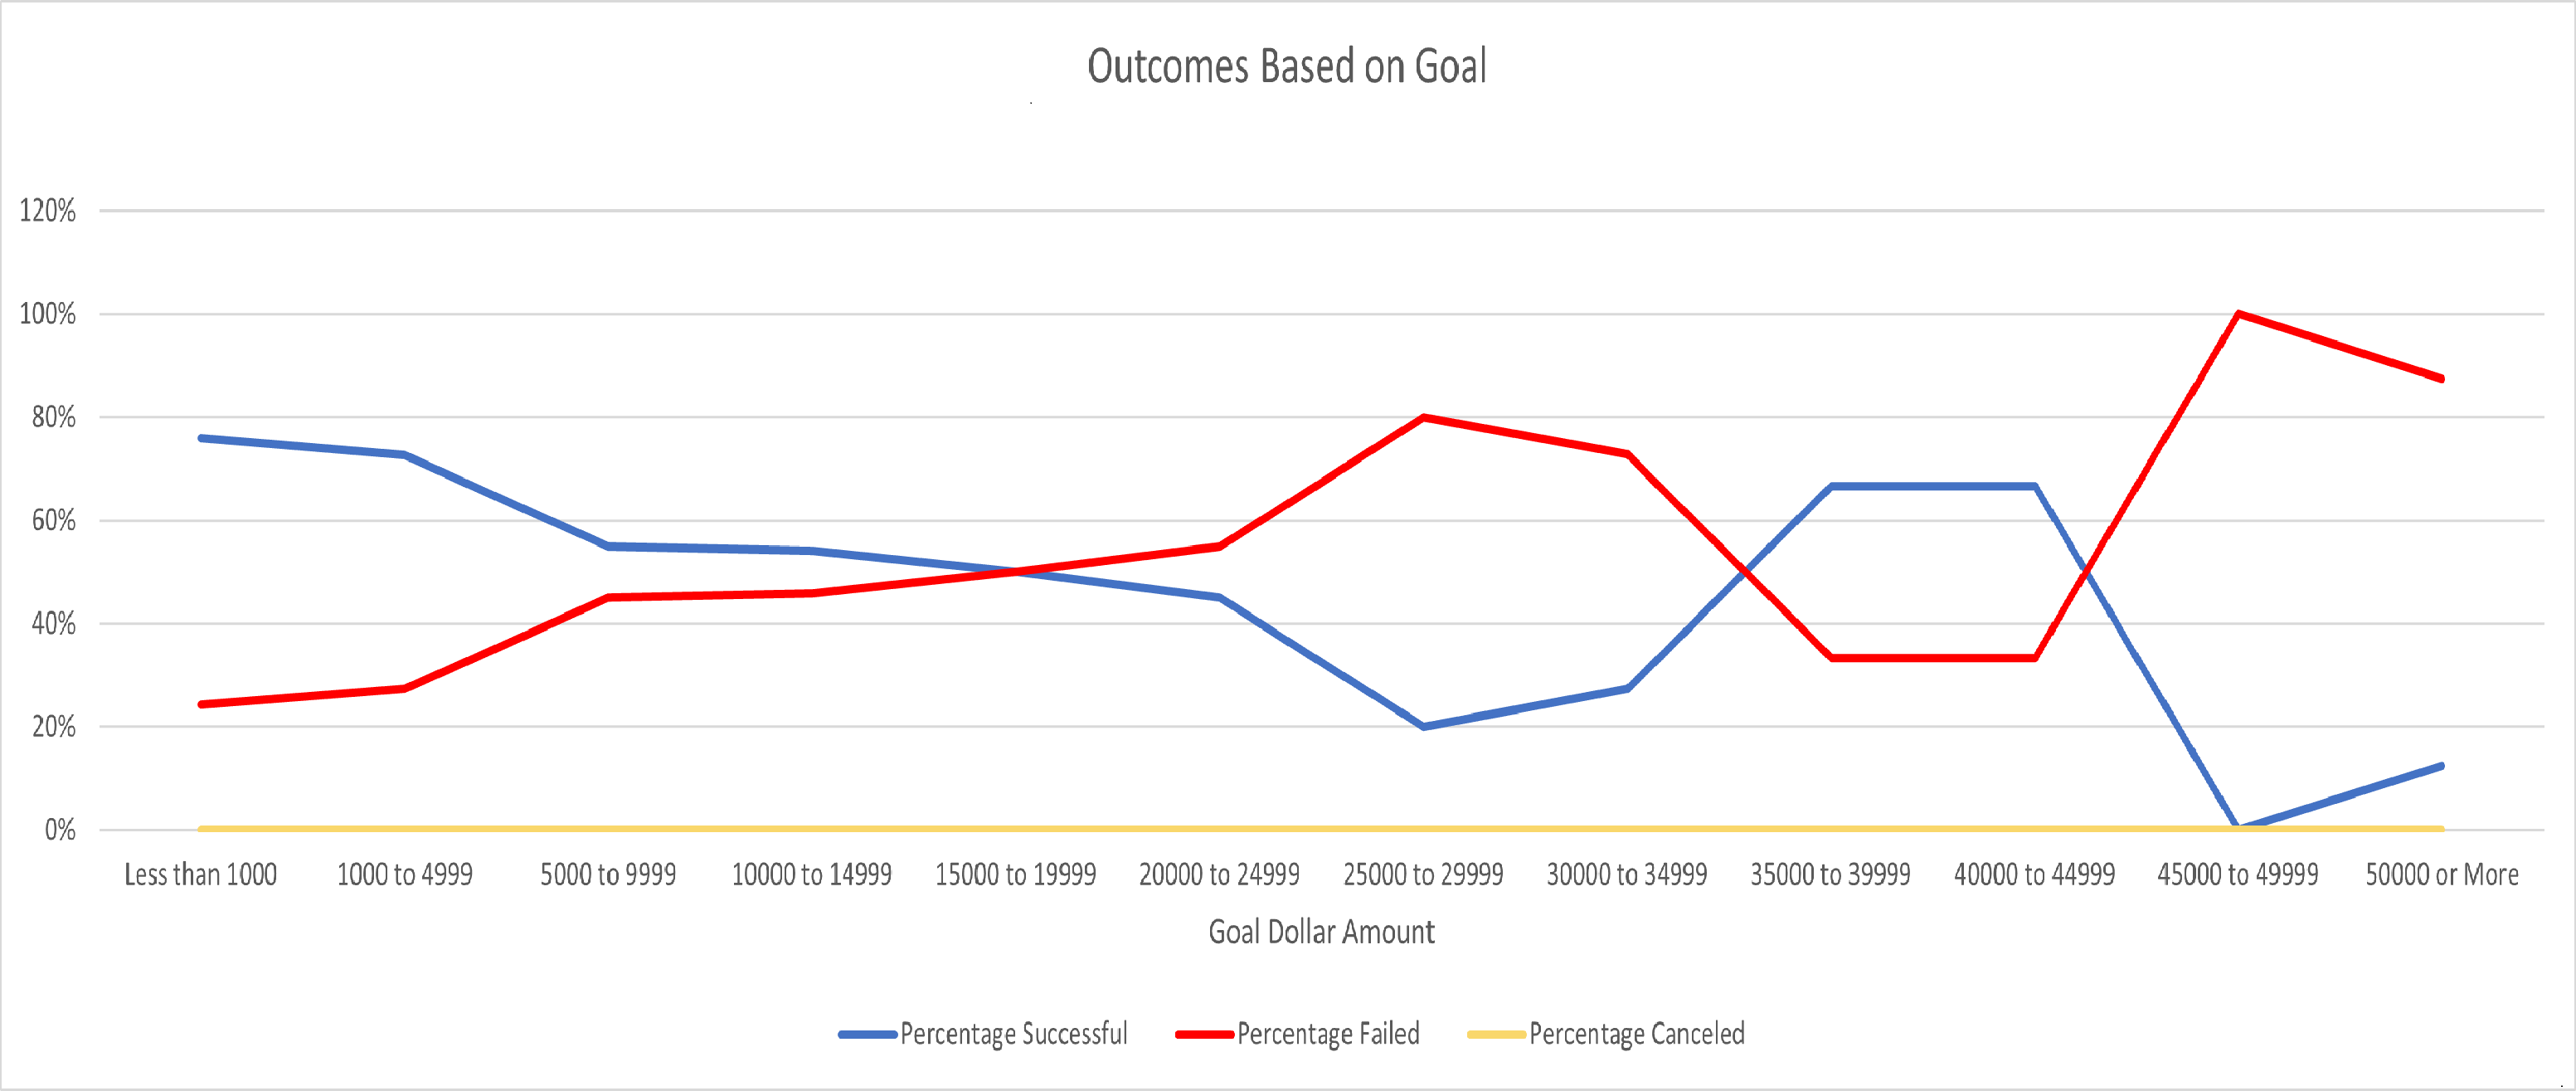 Outcomes Based on Goal
120%
100%
80%
60%
40%
20%
0%
Less than 1000 1000 to 4999 5000 to 9999 10000 to 14999 15000 to 19999 20000 to 24999 25000 to 29999 30000 to 34999 35000 to 39999 40000 to 44999 45000 to 49999 50000 or More
Goal Dollar Amount
Percentage Successful Percentage Failed Percentage Canceled